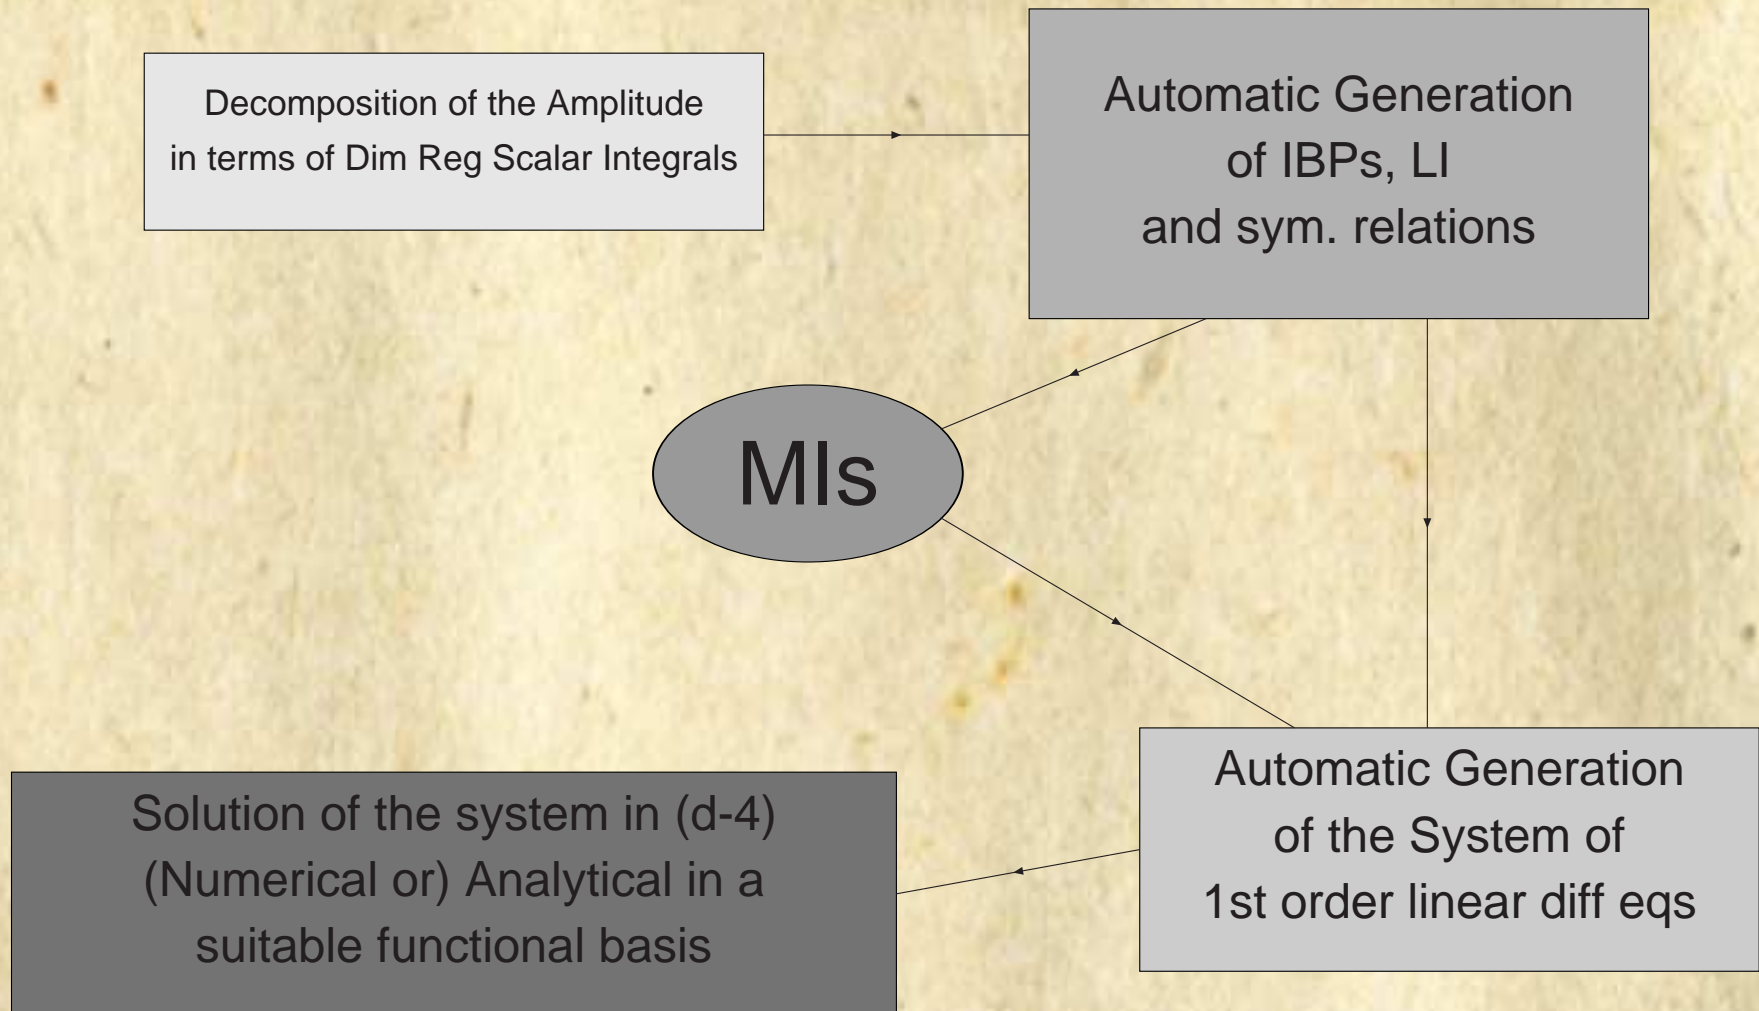 Decomposition of the Amplitude
in terms of Dim Reg Scalar Integrals
Automatic Generation
of IBPs, LI
and sym. relations
MIs
Automatic Generation
of the System of
1st order linear diff eqs
Solution of the system in (d-4)
(Numerical or) Analytical in a
suitable functional basis